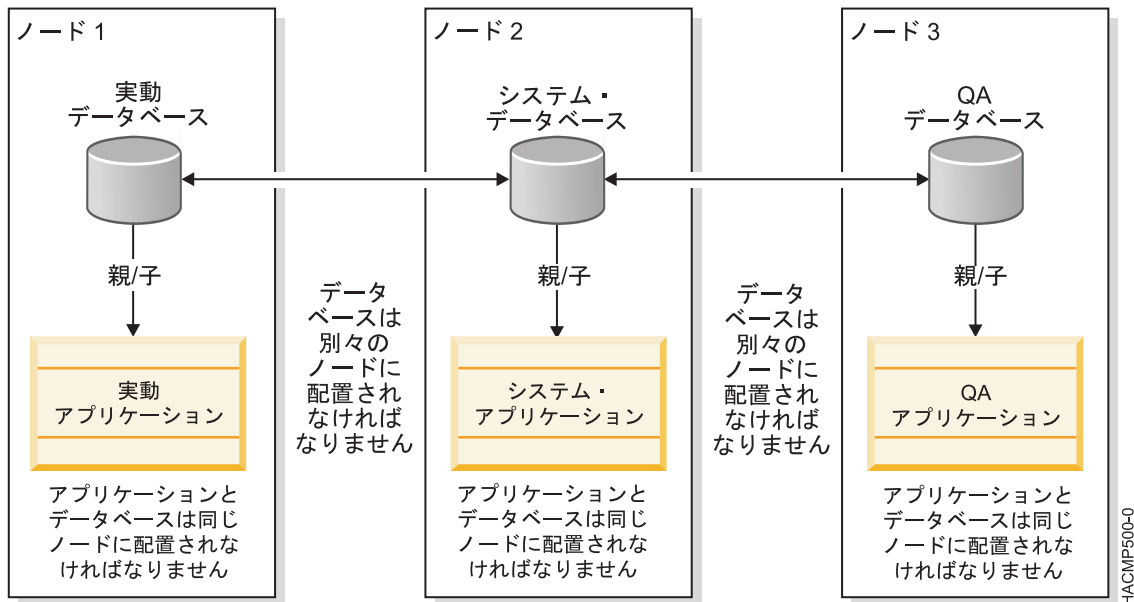 ノード 1
実動
データベース
親/子
実動
アプリケーション
アプリケーションと
データベースは同じ
ノードに配置されな
ければなりません
データ
ベースは
別々の
ノードに
配置され
なければ
なりません
ノード 2
システム・
データベース
親/子
システム・
アプリケーション
アプリケーションと
データベースは同じ
ノードに配置されな
ければなりません
データ
ベースは
別々の
ノードに
配置され
なければ
なりません
ノード 3
QA
データベース
親/子
QA
アプリケーション
アプリケーションと
データベースは同じ
ノードに配置されな
ければなりません
HACMP500-0